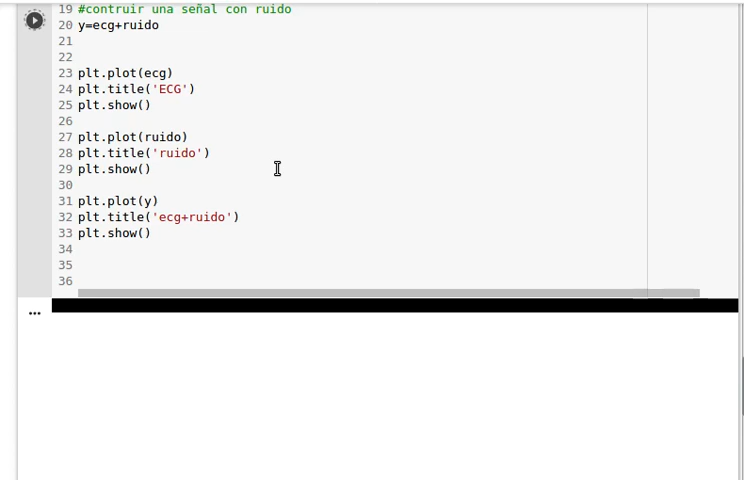 19 #contruir una señal con ruido
20 y=ecg+ruido
21
22
23 plt.plot(ecg)
24 plt.title('ECG')
25 plt.show()
26
27 plt.plot(ruido)
28 plt.title('ruido')
29 plt.show()
30
31 plt.plot(y)
32 plt.title('ecg+ruido')
33 plt.show()
34
35
36